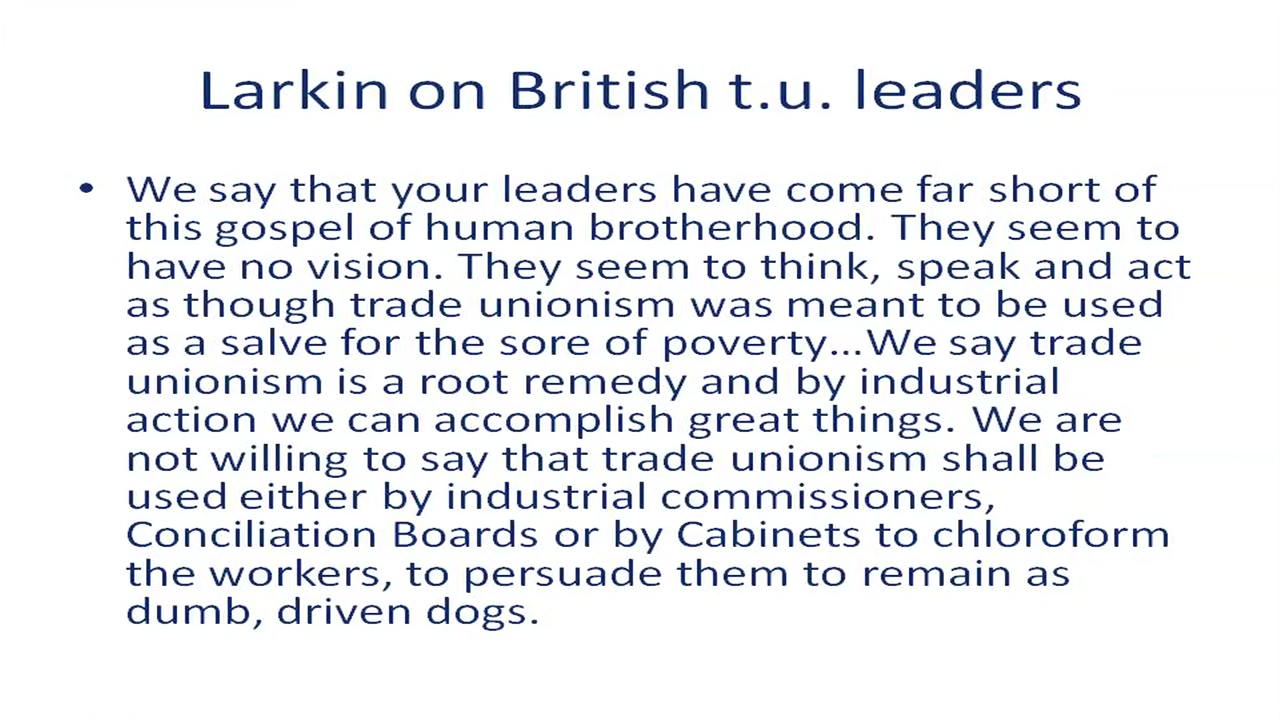 Larkin on British t.u. leaders
• We say that your leaders have come far short of
this gospel of human brotherhood. They seem to
have no vision. They seem to think, speak and act
as though trade unionism was meant to be used
as a salve for the sore of poverty...We say trade
unionism is a root remedy and by industrial
action we can accomplish great things. We are
not willing to say that trade unionism shall be
used either by industrial commissioners,
Conciliation Boards or by Cabinets to chloroform
the workers, to persuade them to remain as
dumb, driven dogs.